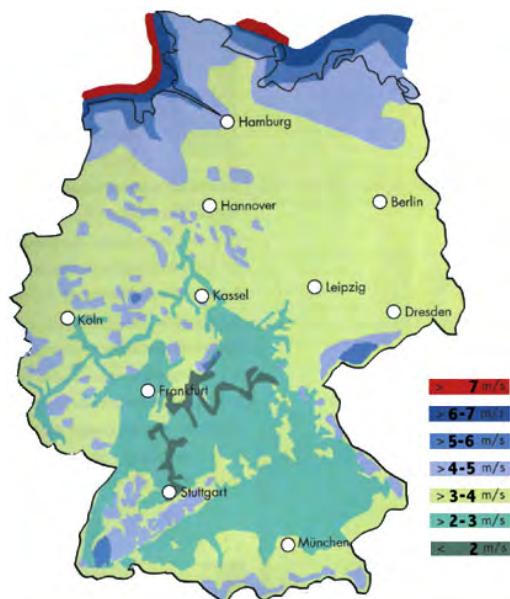 Hamburg
Hannover
Berlin
Kassel
Leipzig
Köln
Dresden
Frankfurt
Stuttgart
München
> 7 m/s
> 6-7 m/s
> 5-6 m/s
> 4-5 m/s
> 3-4 m/s
> 2-3 m/s
< 2 m/s